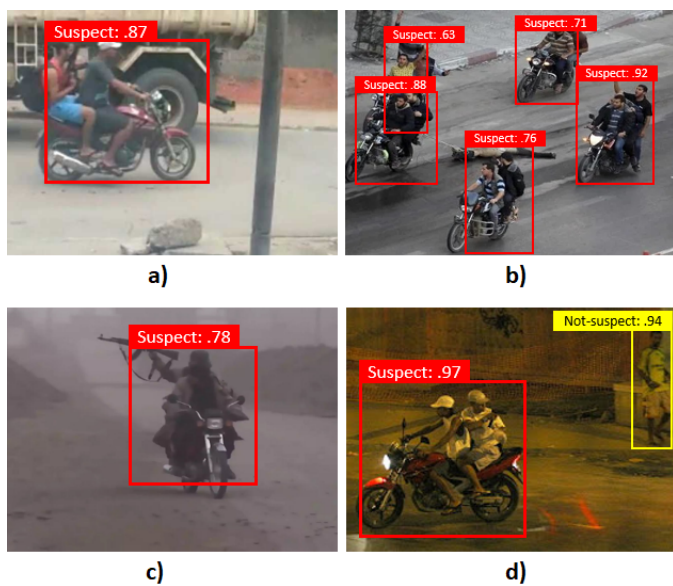 Suspect: .87
Suspect: .63
Suspect: .71
Suspect: .88
Suspect: .92
Suspect: .76
a)
b)
Suspect: .78
Not-suspect: .94
Suspect: .97
c)
d)